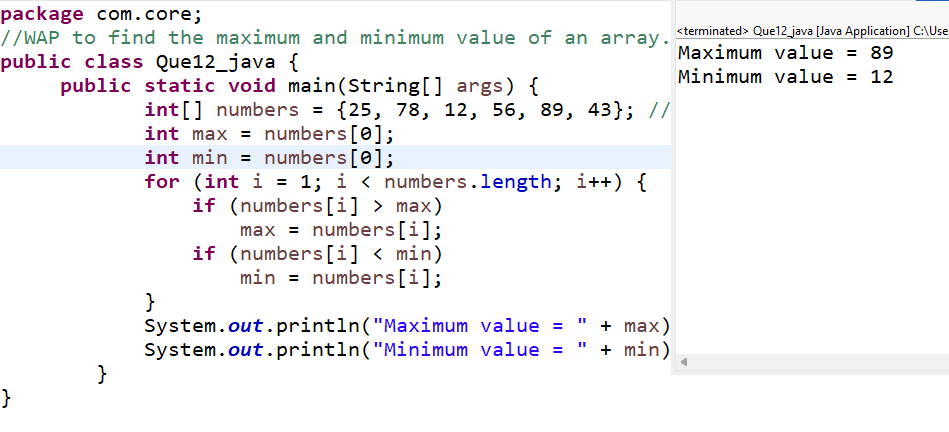 package com.core;
//WAP to find the maximum and minimum value of an array.
public class Que12_java {
public static void main(String[] args) {
int[] numbers = {25, 78, 12, 56, 89, 43}; //
int max = numbers[0];
int min = numbers[0];
for (int i = 1; i < numbers.length; i++) {
if (numbers[i] > max)
max = numbers[i];
if (numbers[i] < min)
min = numbers[i];
}
System.out.println("Maximum value = " + max)
System.out.println("Minimum value = " + min)
}
}
<terminated> Que12_java [Java Application] C:\Use
Maximum value = 89
Minimum value = 12